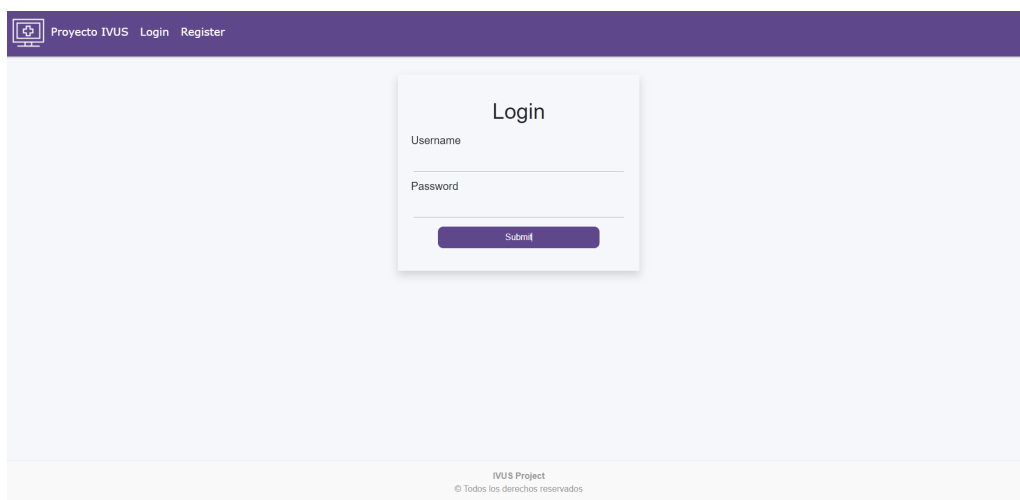 Proyecto IVUS Login Register
Login
Username
Password
Submit
IVUS Project
© Todos los derechos reservados